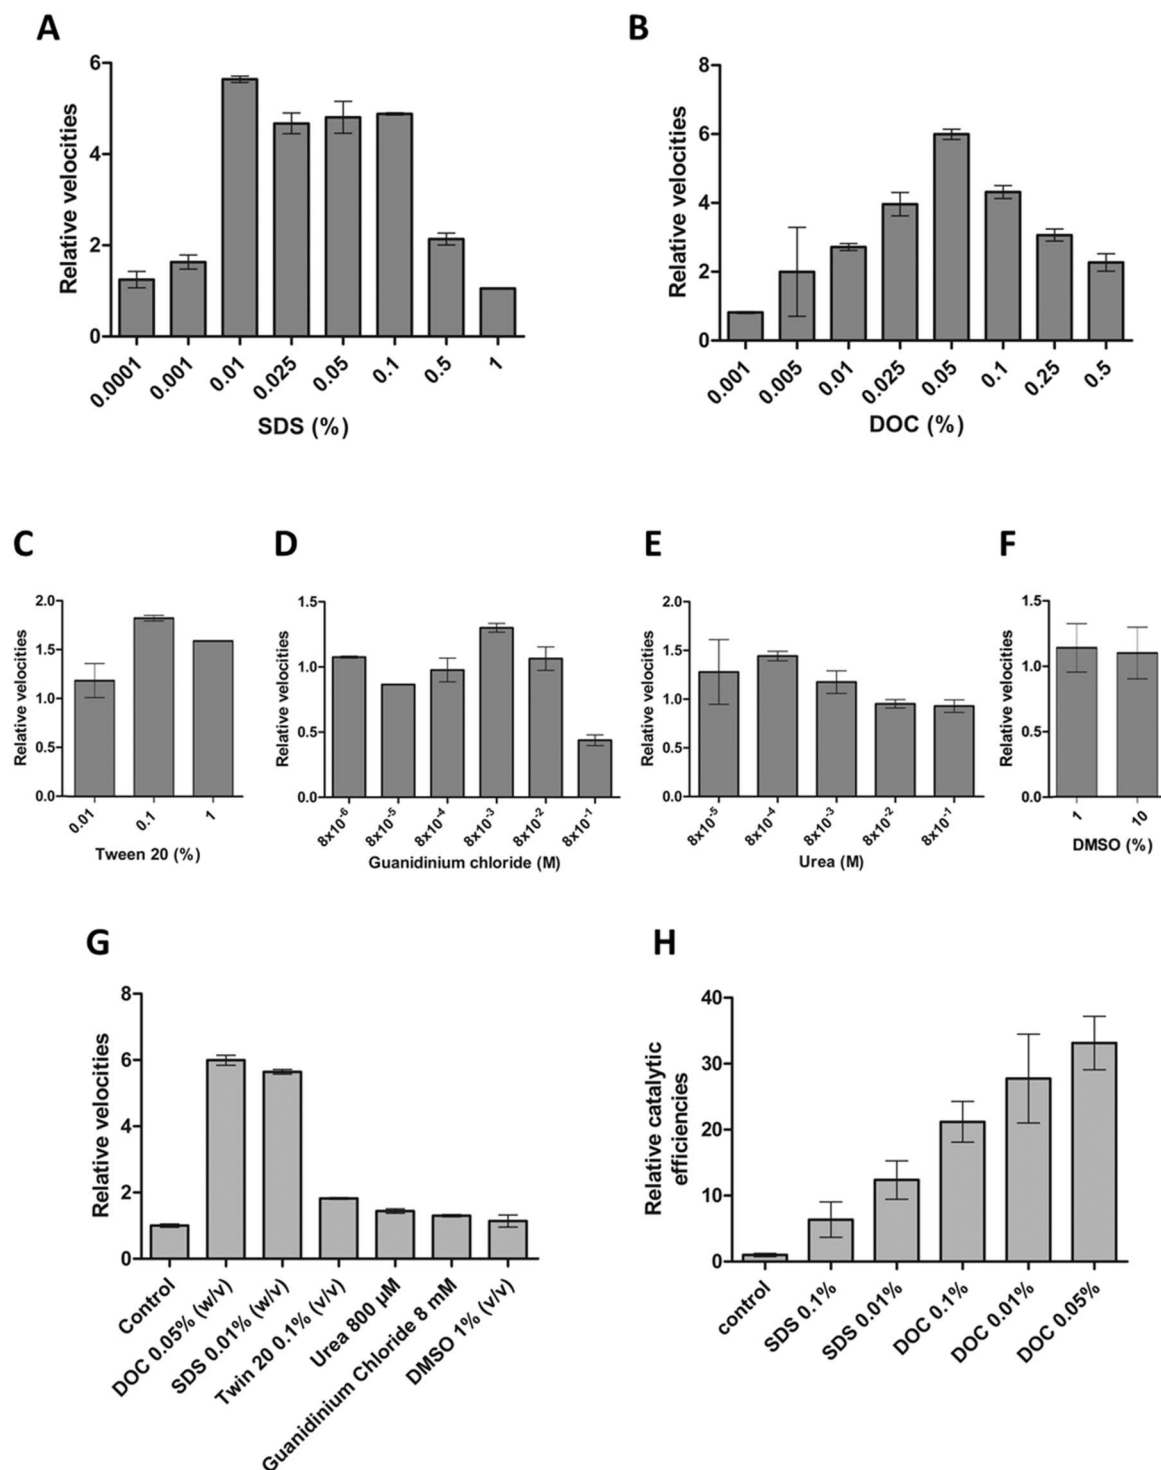 A
Relative velocities
6
4
2
0
0.0001
0.001
0.01
0.025
0.05
0.1
0.5
1
SDS (%)
B
Relative velocities
8
6
4
2
0
0.001
0.005
0.01
0.025
0.05
0.1
0.25
0.5
DOC (%)
C
Relative velocities
2.0
1.5
1.0
0.5
0.0
0.01
0.1
1
Tween 20 (%)
D
Relative velocities
1.5
1.0
0.5
0.0
8x10⁻⁶
8x10⁻⁵
8x10⁻⁴
8x10⁻³
8x10⁻²
8x10⁻¹
Guanidinium chloride (M)
E
Relative velocities
2.0
1.5
1.0
0.5
0.0
8x10⁻⁵
8x10⁻⁴
8x10⁻³
8x10⁻²
8x10⁻¹
Urea (M)
F
Relative velocities
1.5
1.0
0.5
0.0
1
10
DMSO (%)
G
Relative velocities
8
6
4
2
0
Control
DOC 0.05% (w/v)
SDS 0.01% (w/v)
Twin 20 0.1% (v/v)
Urea 800 µM
Guanidinium Chloride 8 mM
DMSO 1% (v/v)
H
Relative catalytic
efficiencies
40
30
20
10
0
control
SDS 0.1%
SDS 0.01%
DOC 0.1%
DOC 0.01%
DOC 0.05%